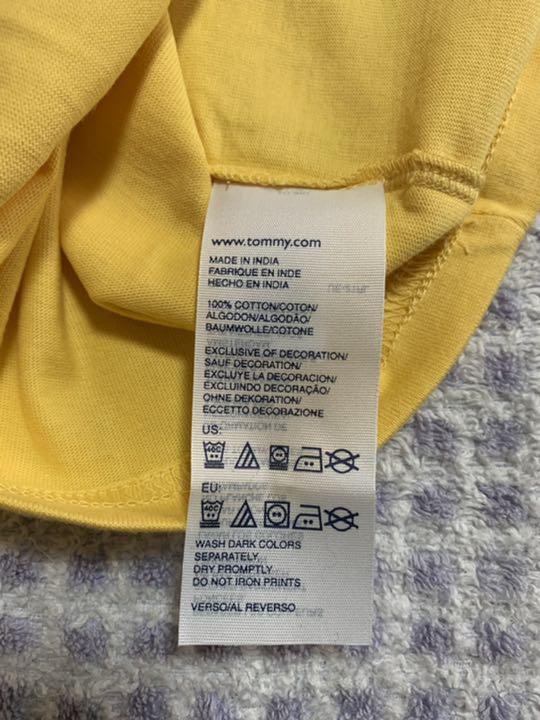 www.tommy.com
MADE IN INDIA
FABRIQUE EN INDE
HECHO EN INDIA
100% COTTON/COTON/
ALGODON/ALGODÃO/
BAUMWOLLE/COTONE
EXCLUSIVE OF DECORATION/
SAUF DECORATION/
EXCLUYE LA DECORACION/
EXCLUINDO DECORAÇÃO/
OHNE DEKORATION/
ECCETTO DECORAZIONE
US:
40C
EU:
40C
WASH DARK COLORS
SEPARATELY
DRY PROMPTLY
DO NOT IRON PRINTS
VERSO/AL REVERSO